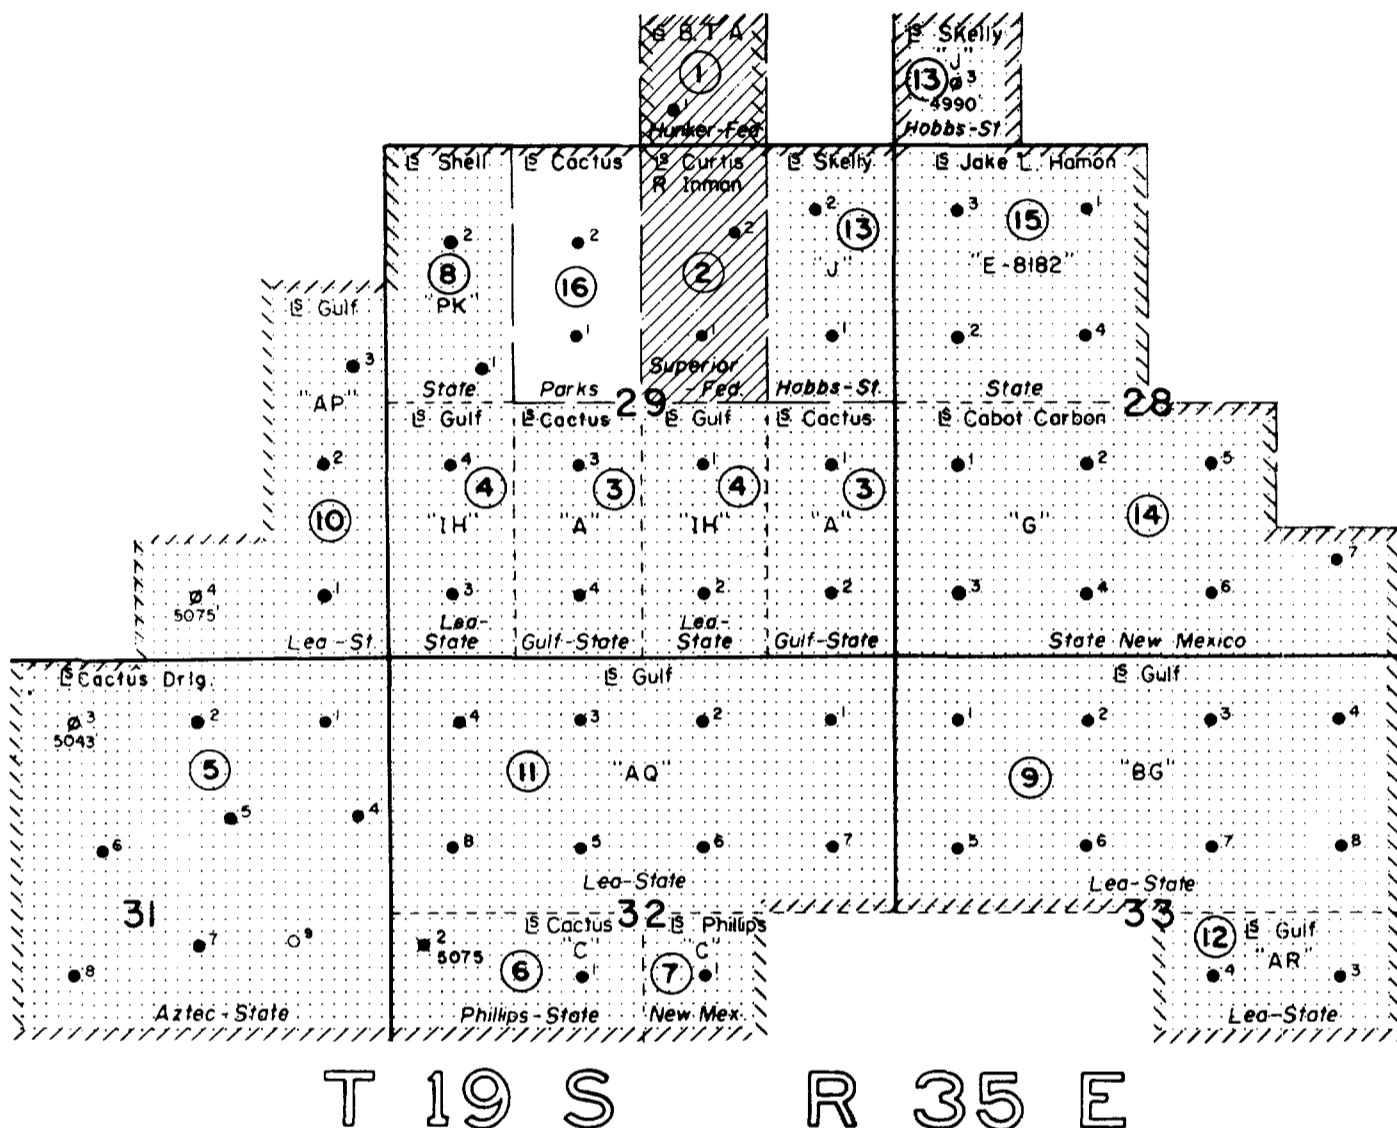 B T A
1
1
Hunker-Fed
Skelly
"J"
13
3
4990'
Hobbs-St.
Shell
2
8
"PK"
1
State
Cactus
2
16
1
Parks
Curtis
R Inman
2
2
1
Superior
-Fed.
Skelly
2
13
"J"
1
Hobbs-St.
Jake L. Hamon
3
1
15
"E-8182"
2
4
State
Gulf
3
"AP"
2
10
4
5075'
1
Lea-St.
29
28
Gulf
4
4
"IH"
3
Lea-
State
Cactus
3
3
"A"
4
Gulf-State
Gulf
1
4
"IH"
2
Lea-
State
Cactus
1
3
"A"
2
Gulf-State
Cabot Carbon
1
2
5
"G"
14
7
3
4
6
State New Mexico
Cactus Drlg.
3
5043'
2
1
5
5
4
6
31
7
9
8
Aztec-State
Gulf
4
3
2
1
11
"AQ"
8
5
6
7
Lea-State
Gulf
1
2
3
4
9
"BG"
5
6
7
8
Lea-State
32
33
Cactus
"C"
2
5075
6
1
Phillips-State
Phillips
"C"
7
1
New Mex.
12
Gulf
"AR"
4
3
Lea-State
T 19 S R 35 E